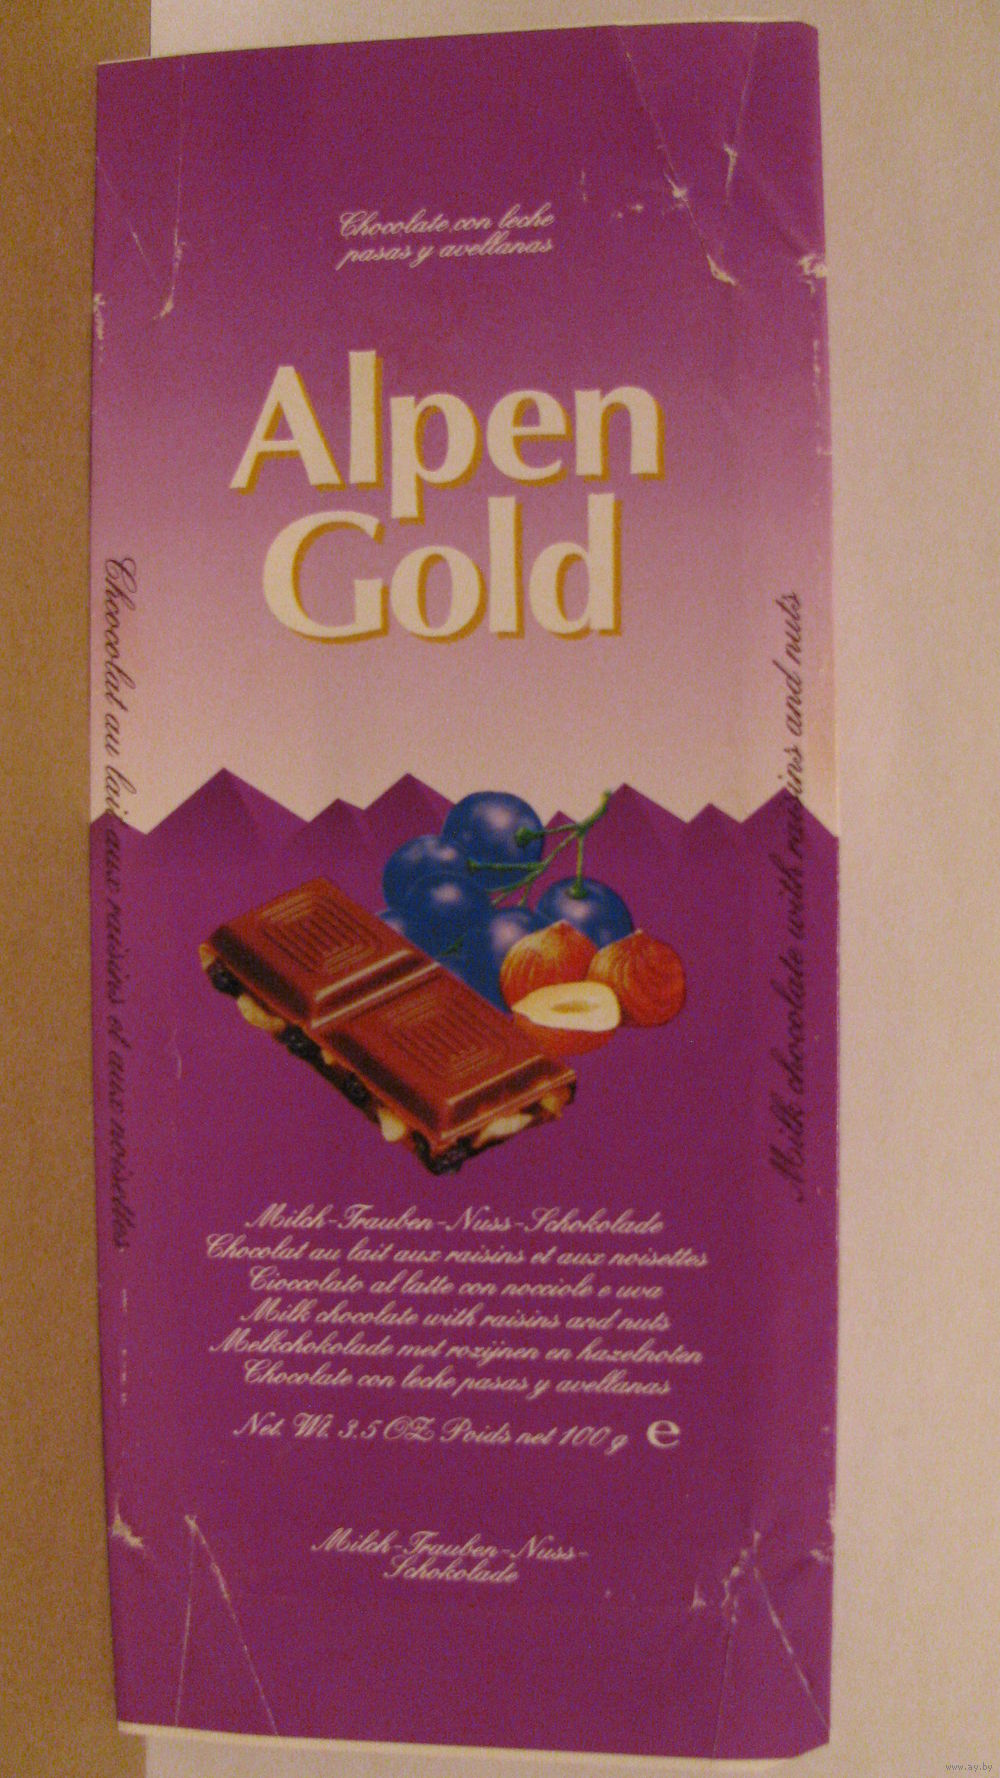 Chocolate con leche
pasas y avellanas
Alpen
Gold
Chocolat au lait aux raisins et aux noisettes
Milk chocolate with raisins and nuts
Milch-Trauben-Nuss-Schokolade
Chocolat au lait aux raisins et aux noisettes
Cioccolato al latte con nocciole e uva
Milk chocolate with raisins and nuts
Melkchokolade met rozijnen en hazelnoten
Chocolate con leche pasas y avellanas
Net. Wt. 3.5 OZ Poids net 100 g e
Milch-Trauben-Nuss-
Schokolade
www.ay.by